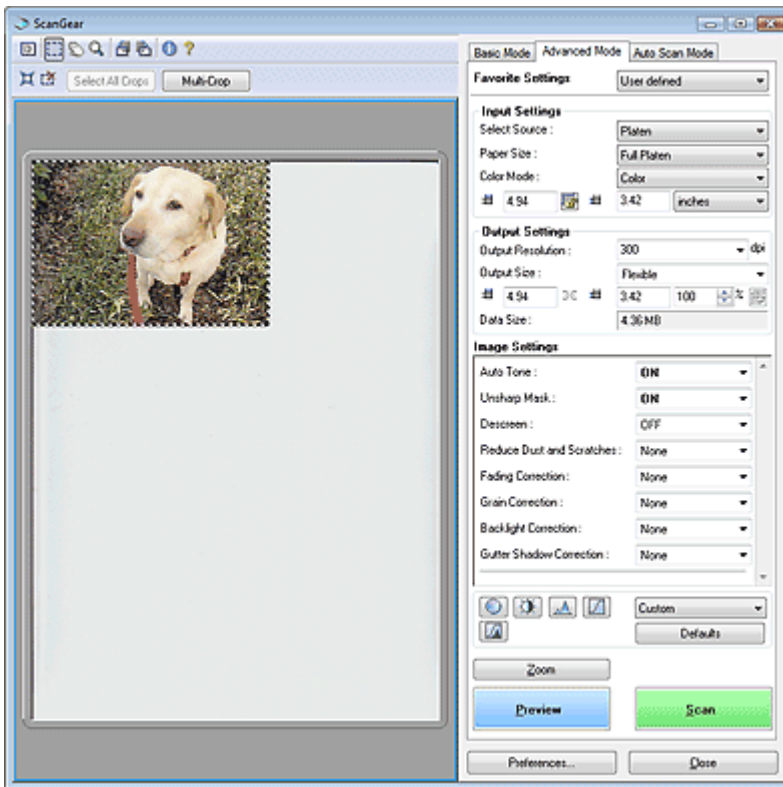 ScanGear
Select All Crops Multi-Crop
Basic Mode Advanced Mode Auto Scan Mode
Favorite Settings User defined
Input Settings
Select Source : Platen
Paper Size : Full Platen
Color Mode : Color
4.94 3.42 inches
Output Settings
Output Resolution : 300 dpi
Output Size : Flexible
4.94 3.42 100 %
Data Size : 4.36 MB
Image Settings
Auto Tone : ON
Unsharp Mask : ON
Descreen : OFF
Reduce Dust and Scratches : None
Fading Correction : None
Grain Correction : None
Backlight Correction : None
Gutter Shadow Correction : None
Custom
Defaults
Zoom
Preview Scan
Preferences... Close